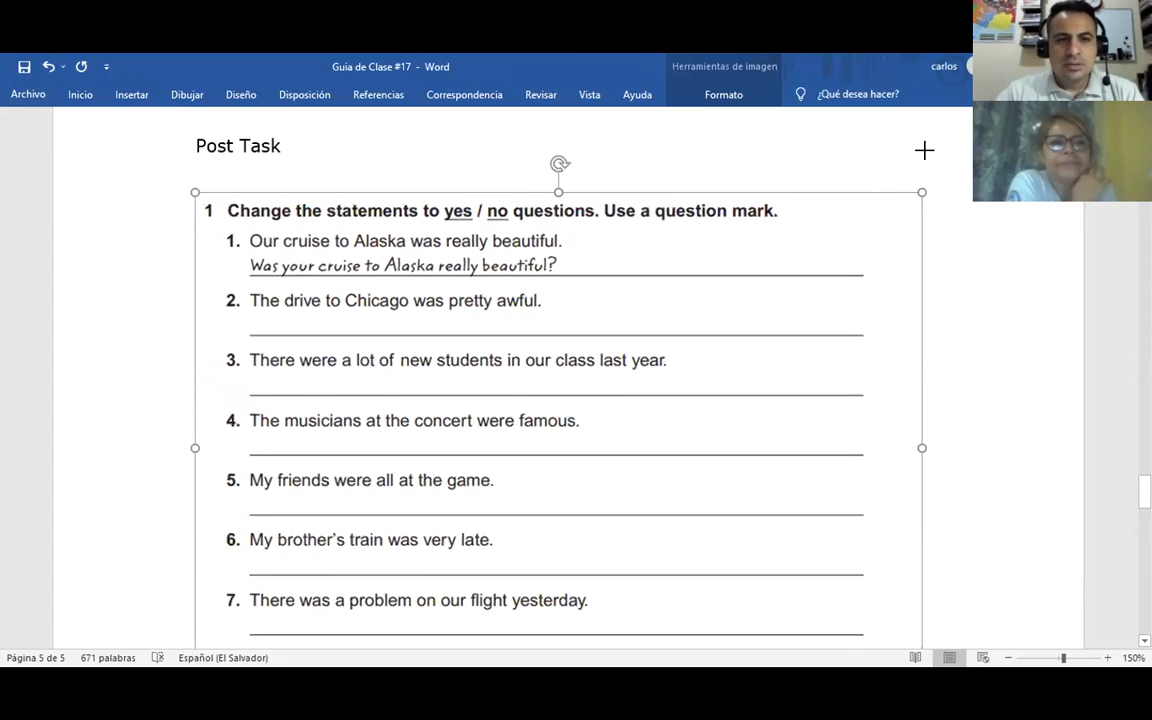 Guia de Clase #17 - Word
Herramientas de imagen
carlos
Archivo Inicio Insertar Dibujar Diseño Disposición Referencias Correspondencia Revisar Vista Ayuda Formato ¿Qué desea hacer?
Post Task
1 Change the statements to yes / no questions. Use a question mark.
1. Our cruise to Alaska was really beautiful.
Was your cruise to Alaska really beautiful?
2. The drive to Chicago was pretty awful.
3. There were a lot of new students in our class last year.
4. The musicians at the concert were famous.
5. My friends were all at the game.
6. My brother's train was very late.
7. There was a problem on our flight yesterday.
Página 5 de 5 671 palabras Español (El Salvador) 150%